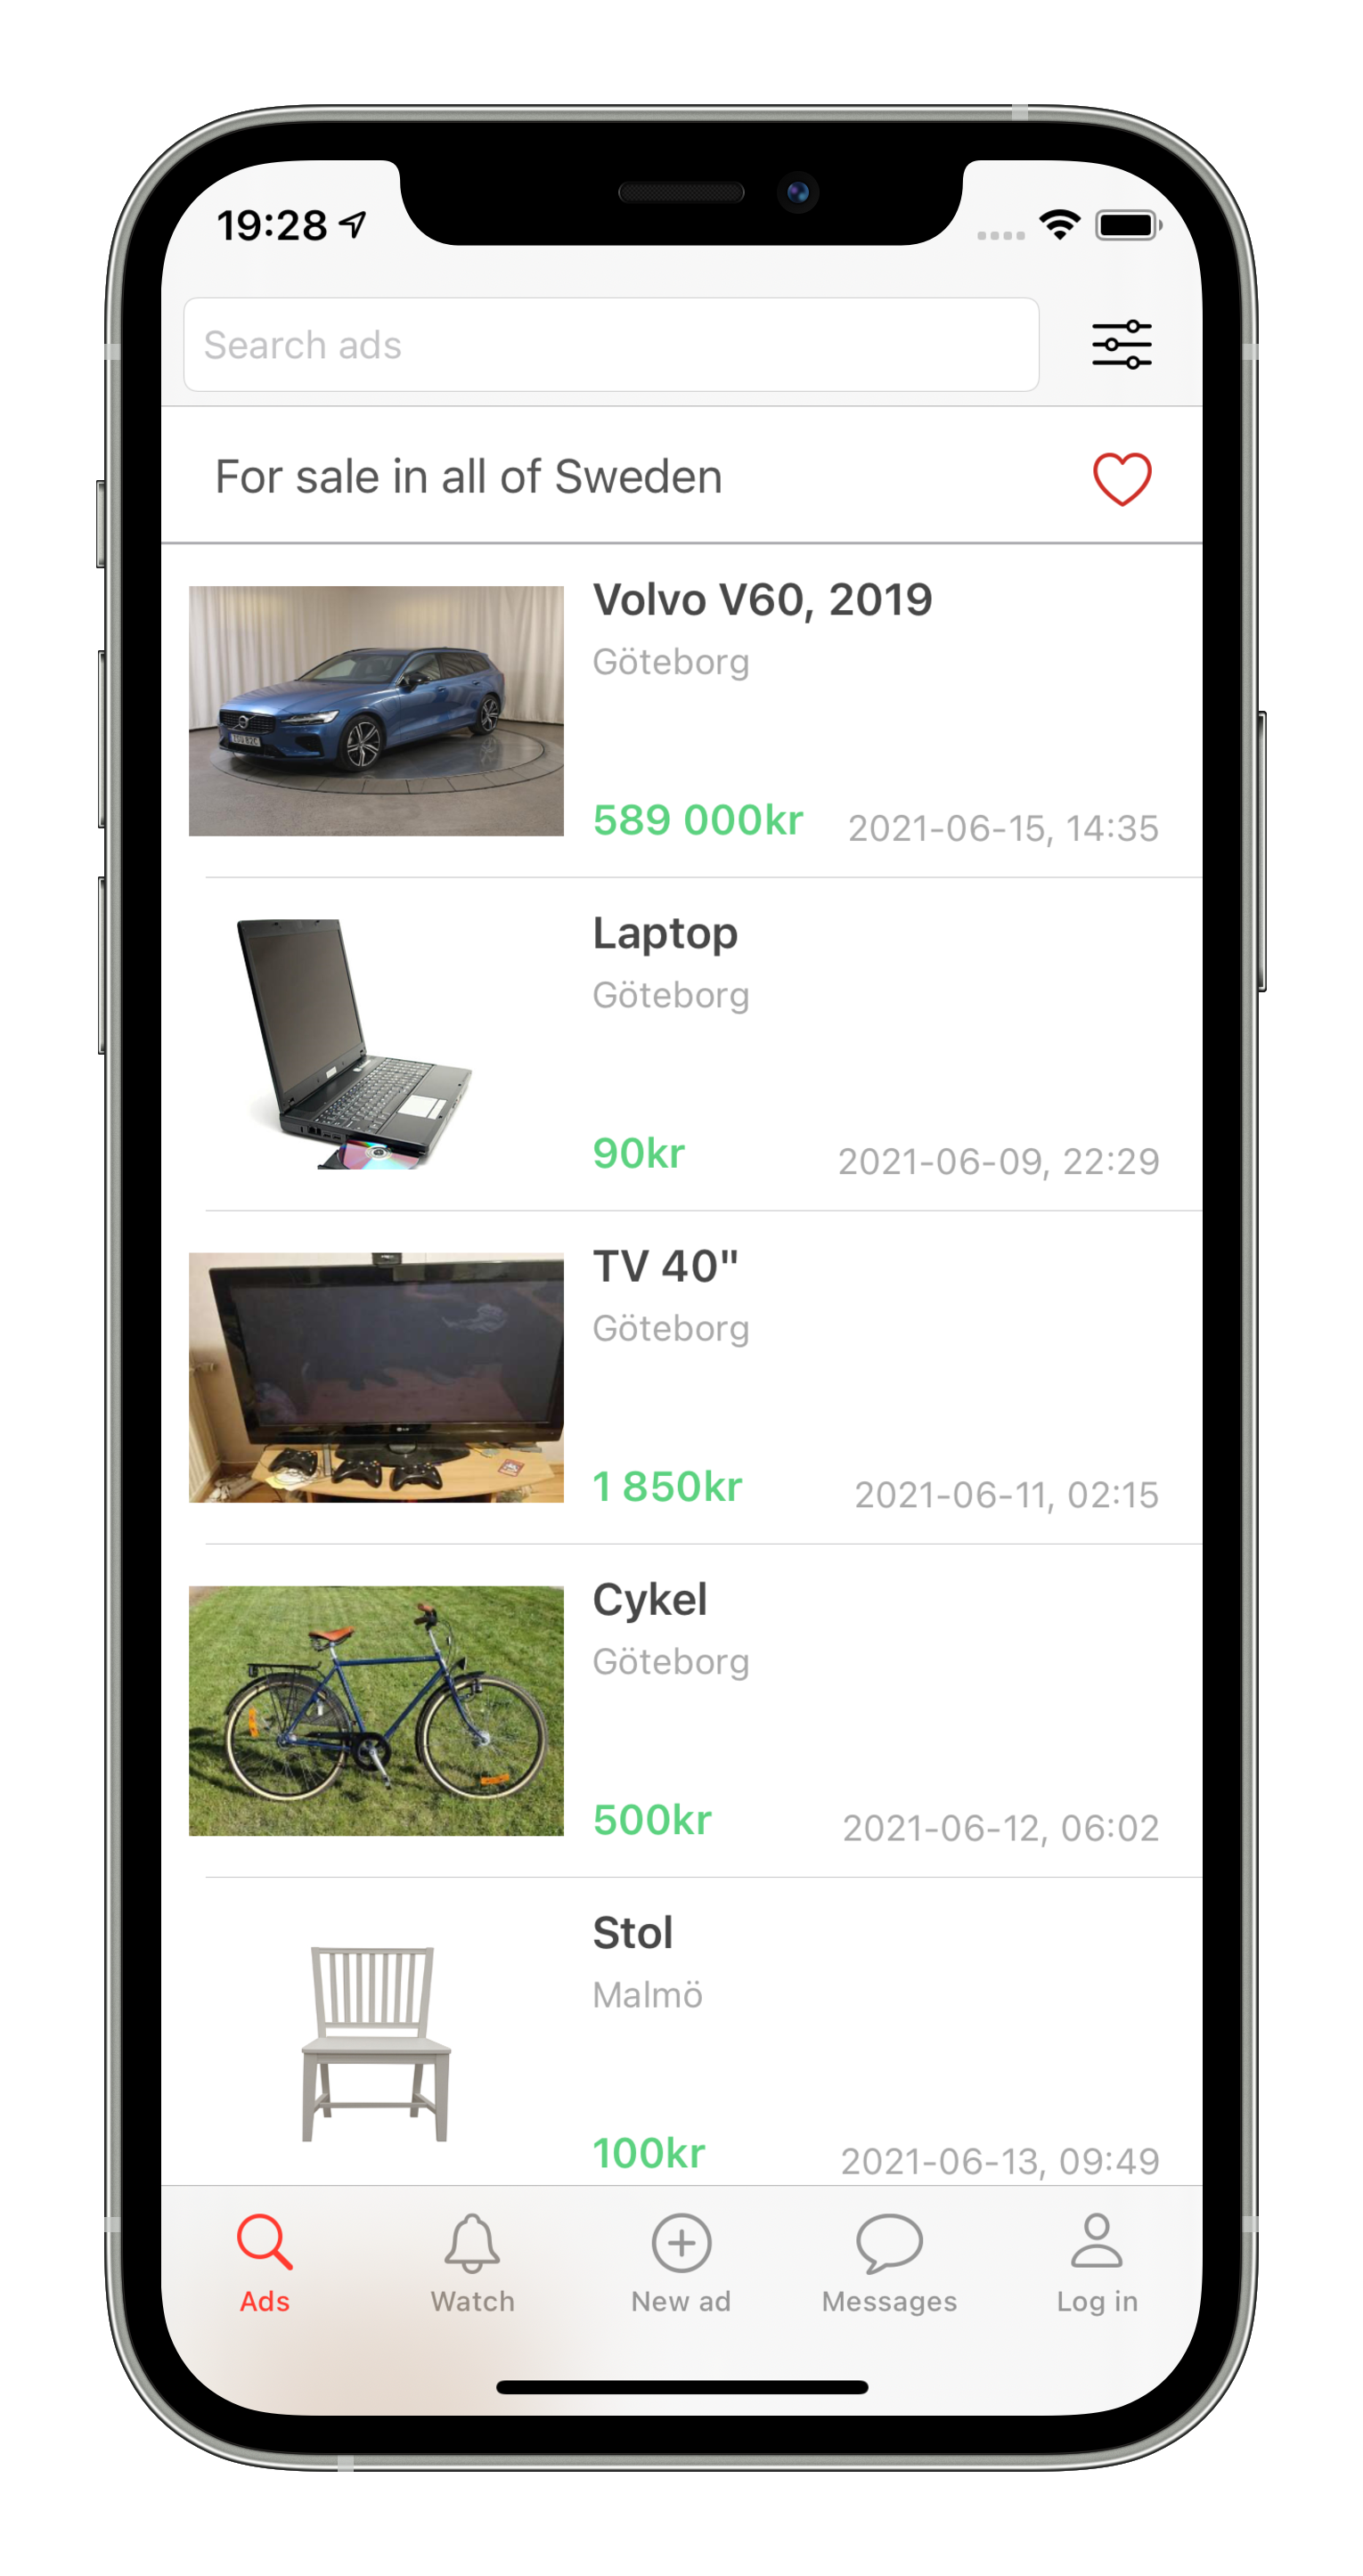 19:28
Search ads
For sale in all of Sweden
Volvo V60, 2019
Göteborg
589 000kr 2021-06-15, 14:35
Laptop
Göteborg
90kr 2021-06-09, 22:29
TV 40"
Göteborg
1 850kr 2021-06-11, 02:15
Cykel
Göteborg
500kr 2021-06-12, 06:02
Stol
Malmö
100kr 2021-06-13, 09:49
Ads Watch New ad Messages Log in